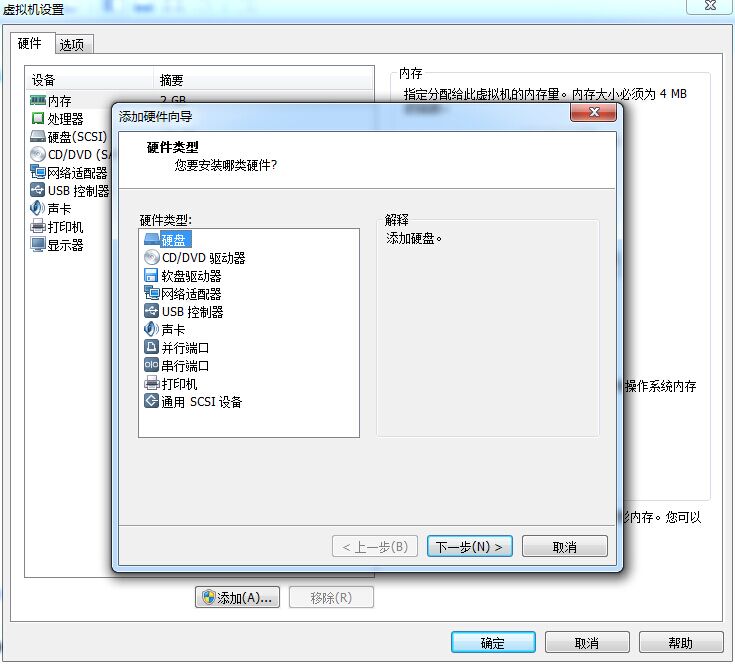 虚拟机设置
硬件
选项
设备
摘要
内存
2 GB
处理器
硬盘(SCSI)
CD/DVD (SA
网络适配器
USB 控制器
声卡
打印机
显示器
内存
指定分配给此虚拟机的内存量。内存大小必须为 4 MB
操作系统内存
内存。您可以
添加硬件向导
硬件类型
您要安装哪类硬件?
硬件类型:
硬盘
CD/DVD 驱动器
软盘驱动器
网络适配器
USB 控制器
声卡
并行端口
串行端口
打印机
通用 SCSI 设备
解释
添加硬盘。
< 上一步(B)
下一步(N) >
取消
添加(A)...
移除(R)
确定
取消
帮助